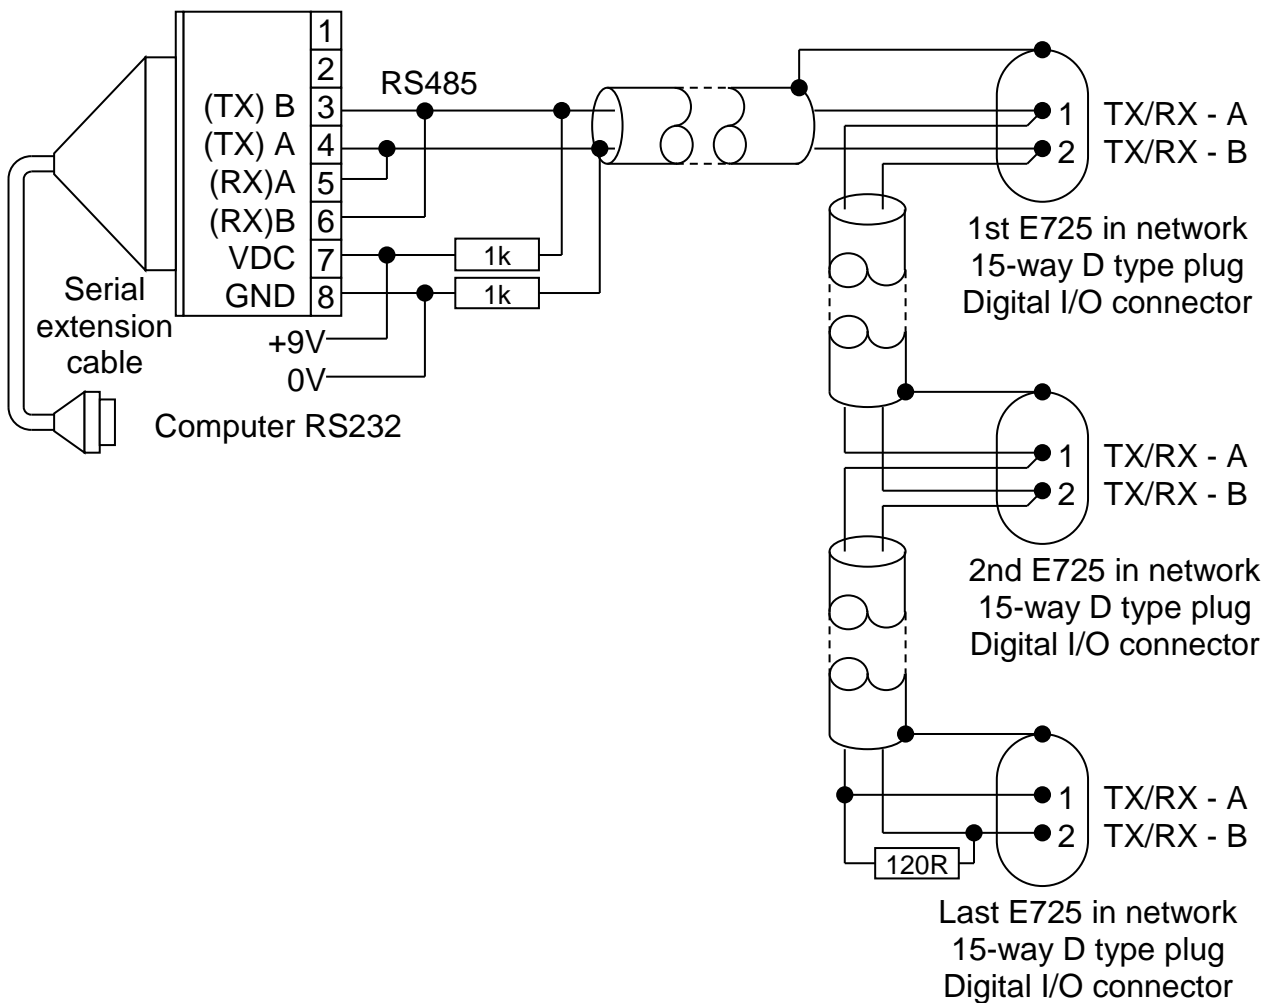 1
2
RS485
(TX) B 3
(TX) A 4
(RX)A 5
(RX)B 6
VDC 7
GND 8
1k
1k
+9V
0V
Serial
extension
cable
Computer RS232
1 TX/RX - A
2 TX/RX - B
1st E725 in network
15-way D type plug
Digital I/O connector
1 TX/RX - A
2 TX/RX - B
2nd E725 in network
15-way D type plug
Digital I/O connector
1 TX/RX - A
2 TX/RX - B
120R
Last E725 in network
15-way D type plug
Digital I/O connector